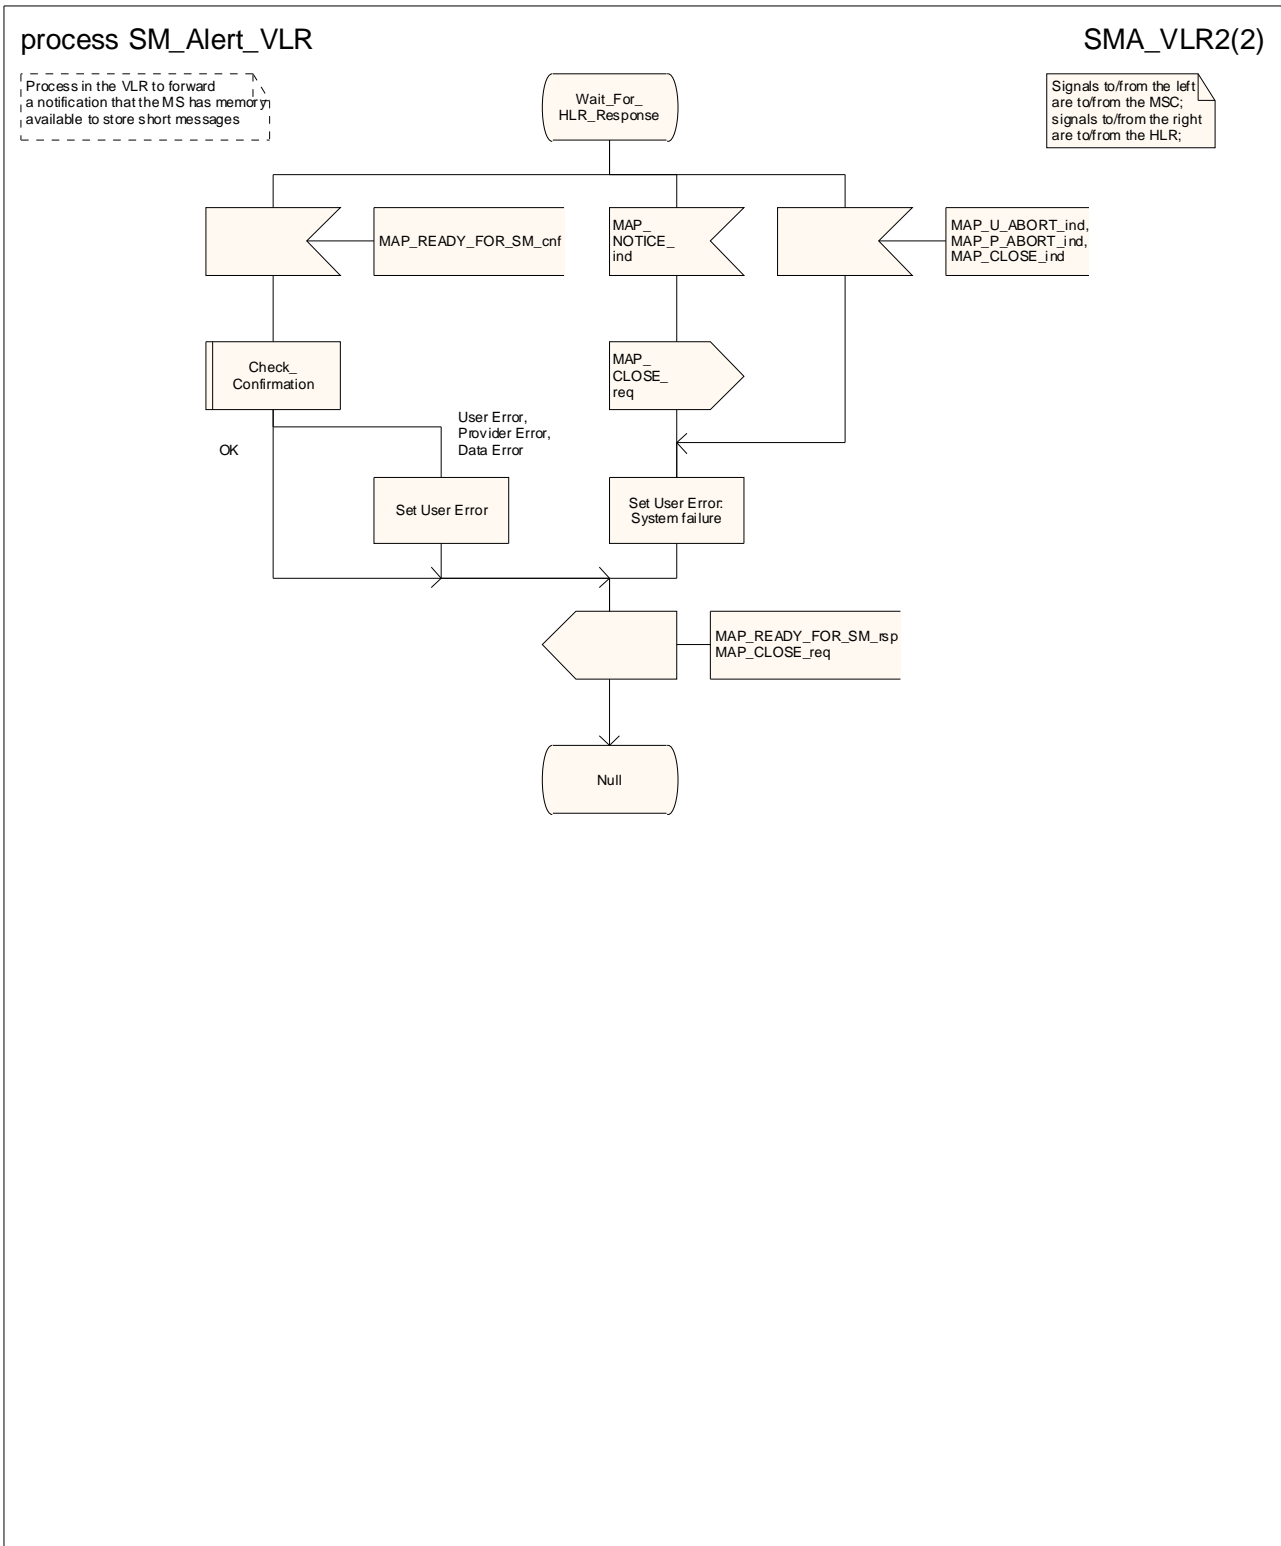 process SM_Alert_VLR
SMA_VLR2(2)
Process in the VLR to forward
a notification that the MS has memory
available to store short messages
Wait_For_
HLR_Response
Signals to/from the left
are to/from the MSC;
signals to/from the right
are to/from the HLR;
MAP_READY_FOR_SM_cnf
MAP_
NOTICE_
ind
MAP_U_ABORT_ind,
MAP_P_ABORT_ind,
MAP_CLOSE_ind
Check_
Confirmation
MAP_
CLOSE_
req
OK
User Error,
Provider Error,
Data Error
Set User Error
Set User Error:
System failure
MAP_READY_FOR_SM_rsp
MAP_CLOSE_req
Null